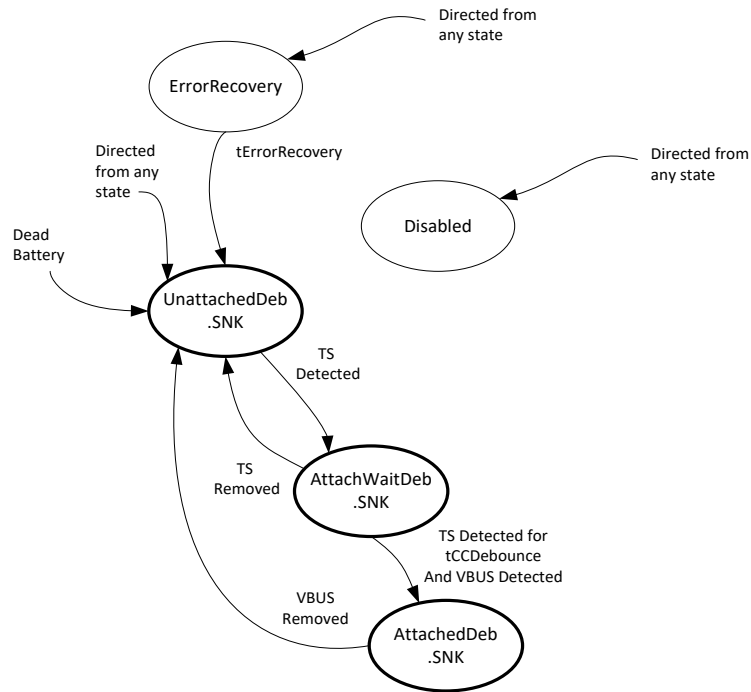 Directed from
any state
ErrorRecovery
tErrorRecovery
Directed
from any
state
Directed from
any state
Disabled
Dead
Battery
UnattachedDeb
.SNK
TS
Detected
TS
Removed
AttachWaitDeb
.SNK
TS Detected for
tCCDebounce
And VBUS Detected
VBUS
Removed
AttachedDeb
.SNK